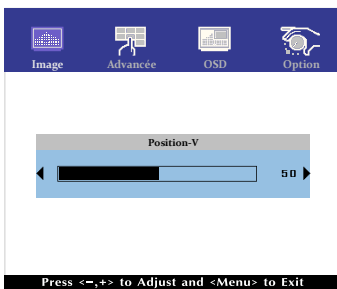 Image Advancée OSD Option
Position-V
50
Press <–,+> to Adjust and <Menu> to Exit